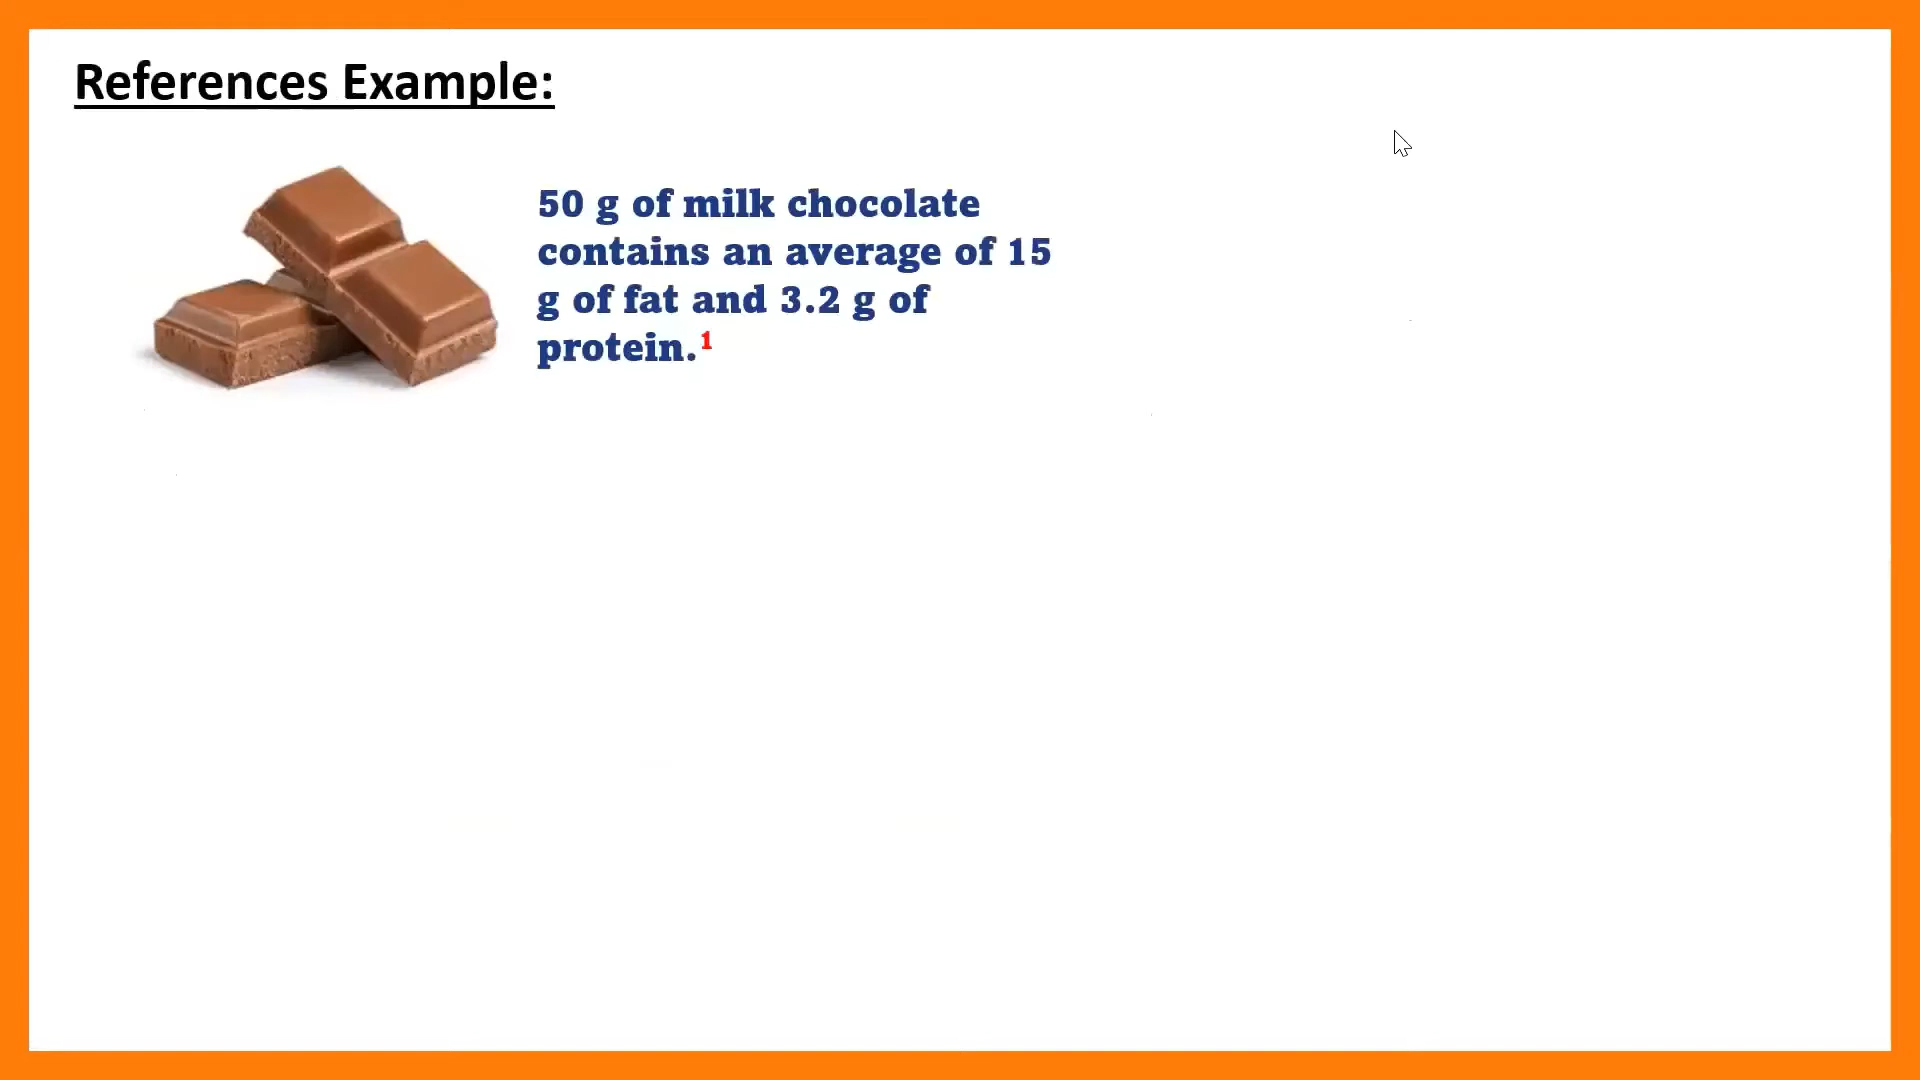 References Example:
50 g of milk chocolate
contains an average of 15
g of fat and 3.2 g of
protein.¹